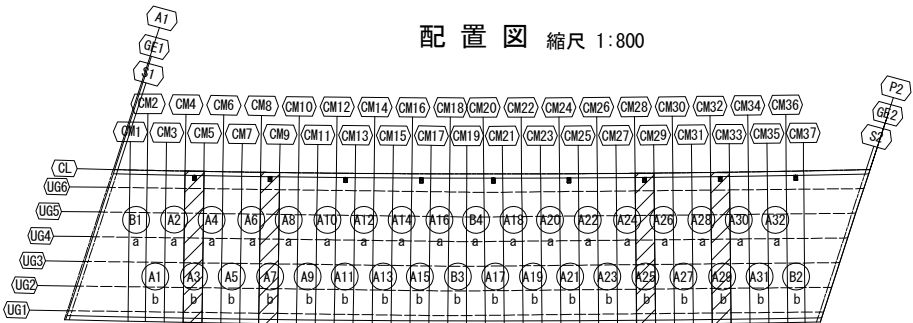 配置図 縮尺 1:800
A1
GE1
S1
P2
GE2
S2
CM2 CM4 CM6 CM8 CM10 CM12 CM14 CM16 CM18 CM20 CM22 CM24 CM26 CM28 CM30 CM32 CM34 CM36
CM1 CM3 CM5 CM7 CM9 CM11 CM13 CM15 CM17 CM19 CM21 CM23 CM25 CM27 CM29 CM31 CM33 CM35 CM37
CL
UG6
UG5
B1 A2 A4 A6 A8 A10 A12 A14 A16 B4 A18 A20 A22 A24 A26 A28 A30 A32
UG4
a a a a a a a a a a a a a a a a a a
UG3
UG2
A1 A3 A5 A7 A9 A11 A13 A15 B3 A17 A19 A21 A23 A25 A27 A29 A31 B2
b b b b b b b b b b b b b b b b b b
UG1